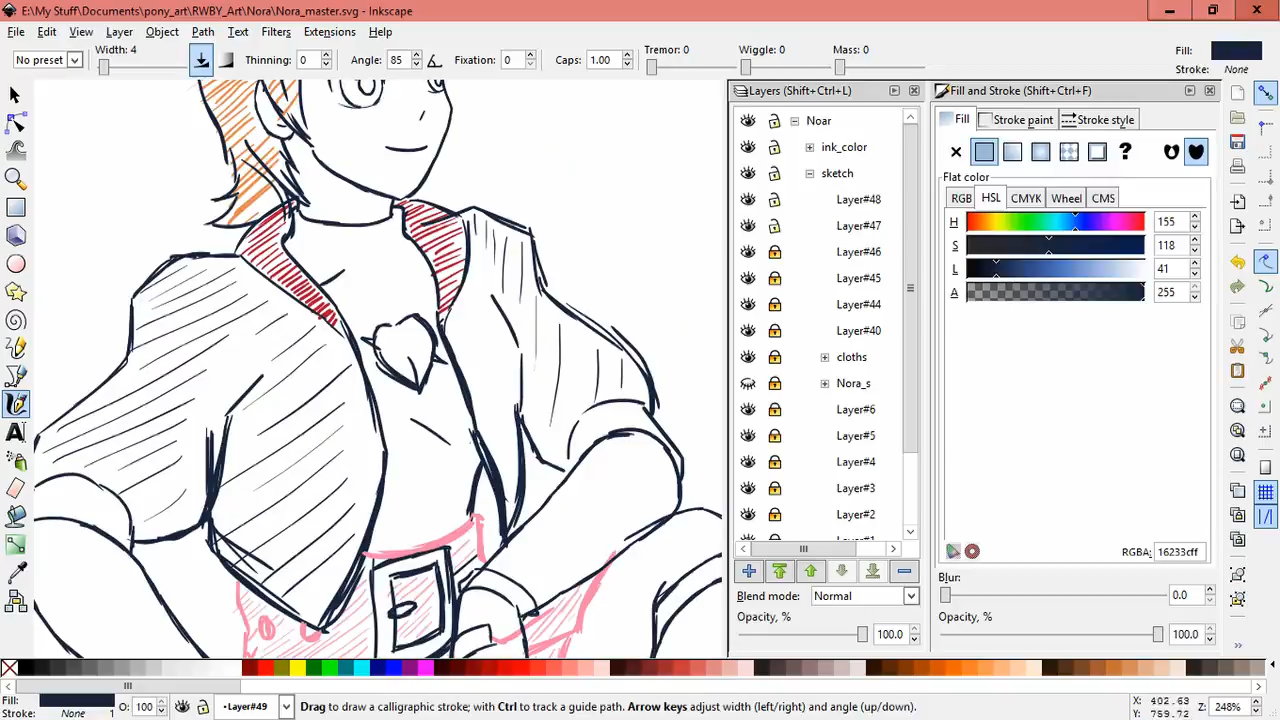 E:\My Stuff\Documents\pony_art\RWBY_Art\Nora\Nora_master.svg - Inkscape
File Edit View Layer Object Path Text Filters Extensions Help
No preset Width: 4 Thinning: 0 Angle: 85 Fixation: 0 Caps: 1.00 Tremor: 0 Wiggle: 0 Mass: 0 Fill:
Stroke: None
Layers (Shift+Ctrl+L)
Noar
ink_color
sketch
Layer#48
Layer#47
Layer#46
Layer#45
Layer#44
Layer#40
cloths
Nora_s
Layer#6
Layer#5
Layer#4
Layer#3
Layer#2
Blend mode: Normal
Opacity, % 100.0
Fill and Stroke (Shift+Ctrl+F)
Fill Stroke paint Stroke style
?
Flat color
RGB HSL CMYK Wheel CMS
H 155
S 118
L 41
A 255
RGBA: 16233cff
Blur:
0.0
Opacity, %
100.0
Fill:
Stroke: None 1 O: 100 •Layer#49 Drag to draw a calligraphic stroke; with Ctrl to track a guide path. Arrow keys adjust width (left/right) and angle (up/down).
X: 402.63
Y: 759.72
Z: 248%